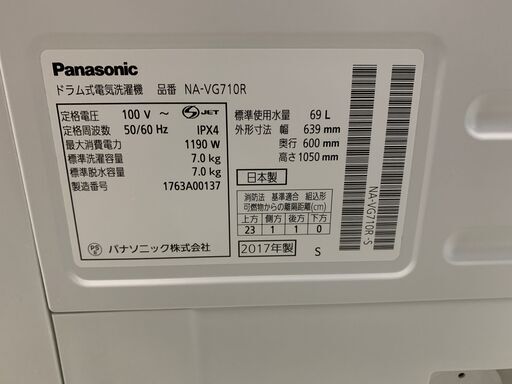 Panasonic
ドラム式電気洗濯機 品番 NA-VG710R
定格電圧 100 V ～ S JET
定格周波数 50/60 Hz IPX4
最大消費電力 1190 W
標準洗濯容量 7.0 kg
標準脱水容量 7.0 kg
製造番号 1763A00137
PS E パナソニック株式会社
標準使用水量 69 L
外形寸法 幅 639 mm
奥行 600 mm
高さ 1050 mm
日本製
消防法 基準適合 組込形
可燃物からの離隔距離(cm)
上方 側方 後方 下方
23 1 1 0
2017年製 S
NA-VG710R-S